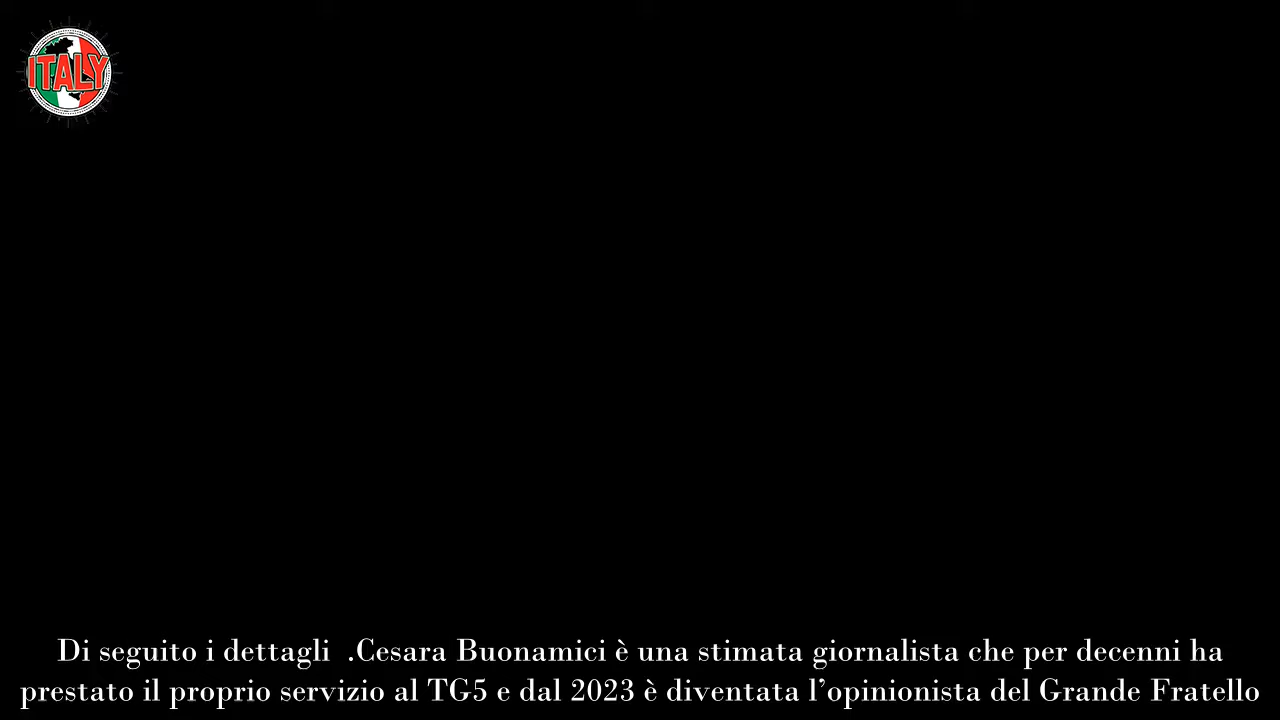 ITALY
Di seguito i dettagli  .Cesara Buonamici è una stimata giornalista che per decenni ha
prestato il proprio servizio al TG5 e dal 2023 è diventata l’opinionista del Grande Fratello